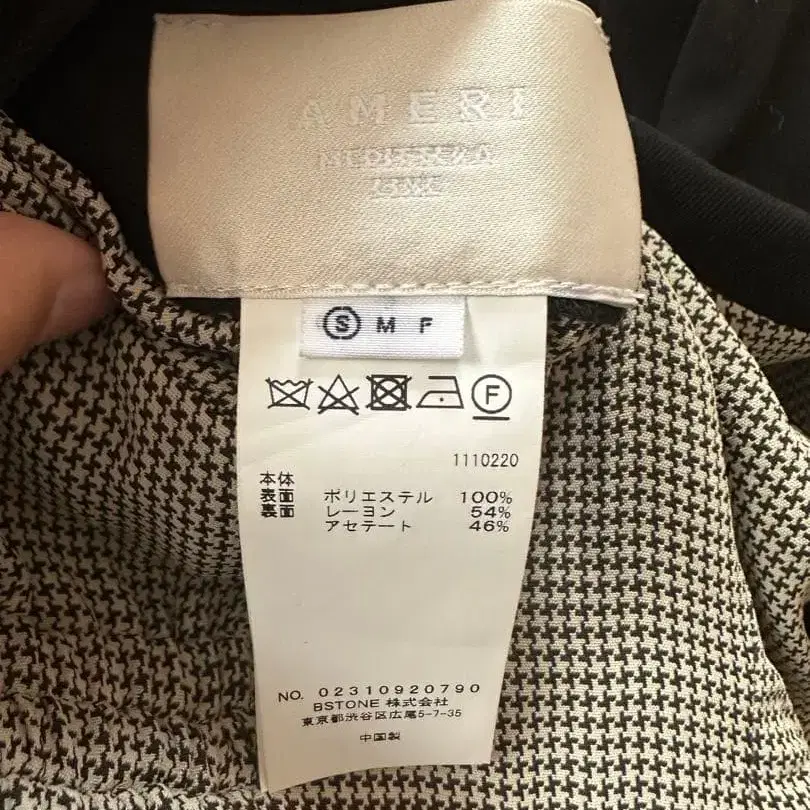 AMERI
S M F
F
1110220
本体
表面 ポリエステル 100%
裏面 レーヨン 54%
アセテート 46%
NO. 02310920790
BSTONE 株式会社
東京都渋谷区広尾5-7-35
中国製